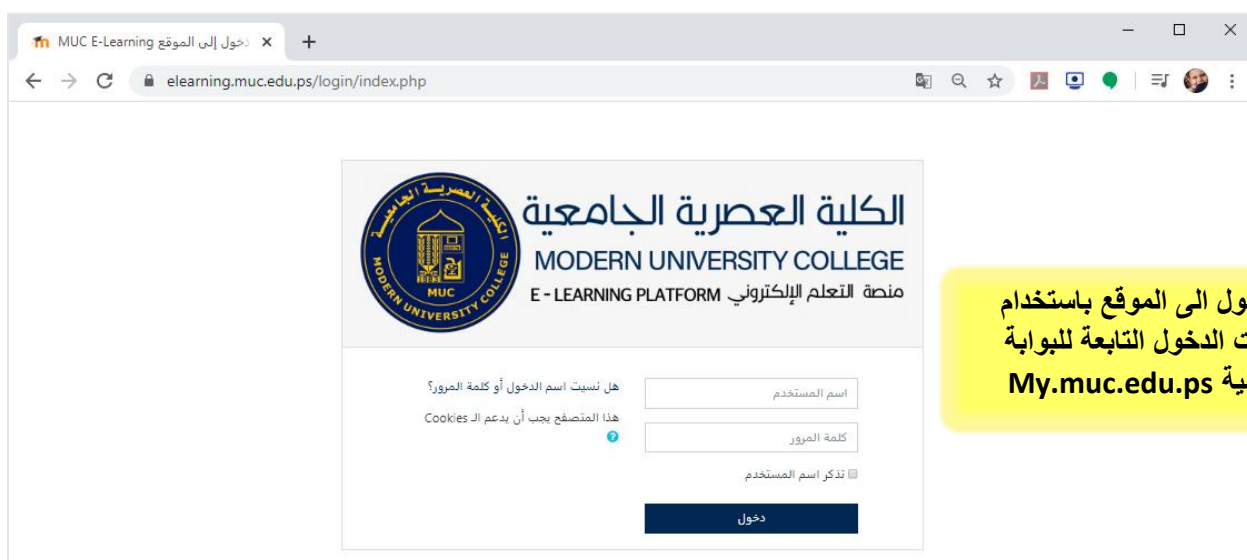 MUC E-Learning دخول إلى الموقع
elearning.muc.edu.ps/login/index.php
الكلية العصرية الجامعية
MODERN UNIVERSITY COLLEGE
E - LEARNING PLATFORM منصة التعلم الإلكتروني
الكلية العصرية الجامعية
MUC
MODERN UNIVERSITY COLLEGE
الى الموقع باستخدام
الدخول التابعة للبوابة
My.muc.edu.ps
اسم المستخدم
كلمة المرور
تذكر اسم المستخدم
دخول
هل نسيت اسم الدخول أو كلمة المرور؟
هذا المتصفح يجب أن يدعم الـ Cookies